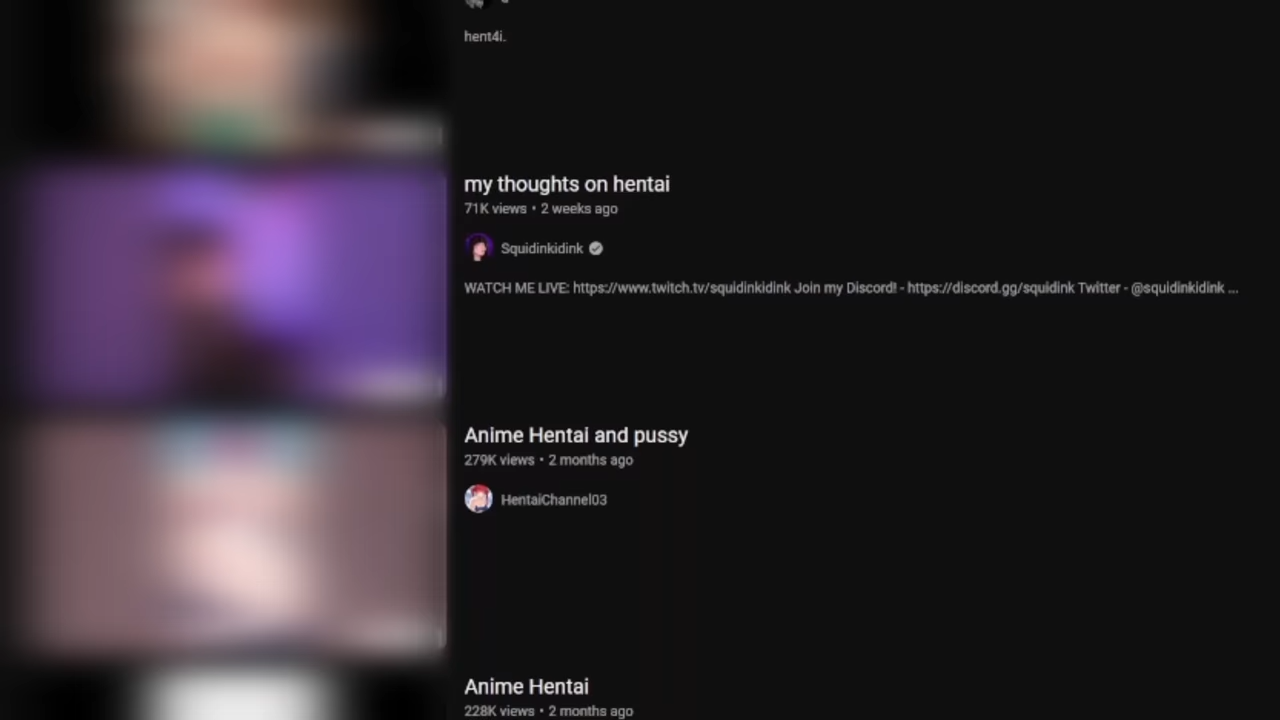 hent4i.
my thoughts on hentai
71K views • 2 weeks ago
Squidinkidink
WATCH ME LIVE: https://www.twitch.tv/squidinkidink Join my Discord! - https://discord.gg/squidink Twitter - @squidinkidink ...
Anime Hentai and pussy
279K views • 2 months ago
HentaiChannel03
Anime Hentai
228K views • 2 months ago